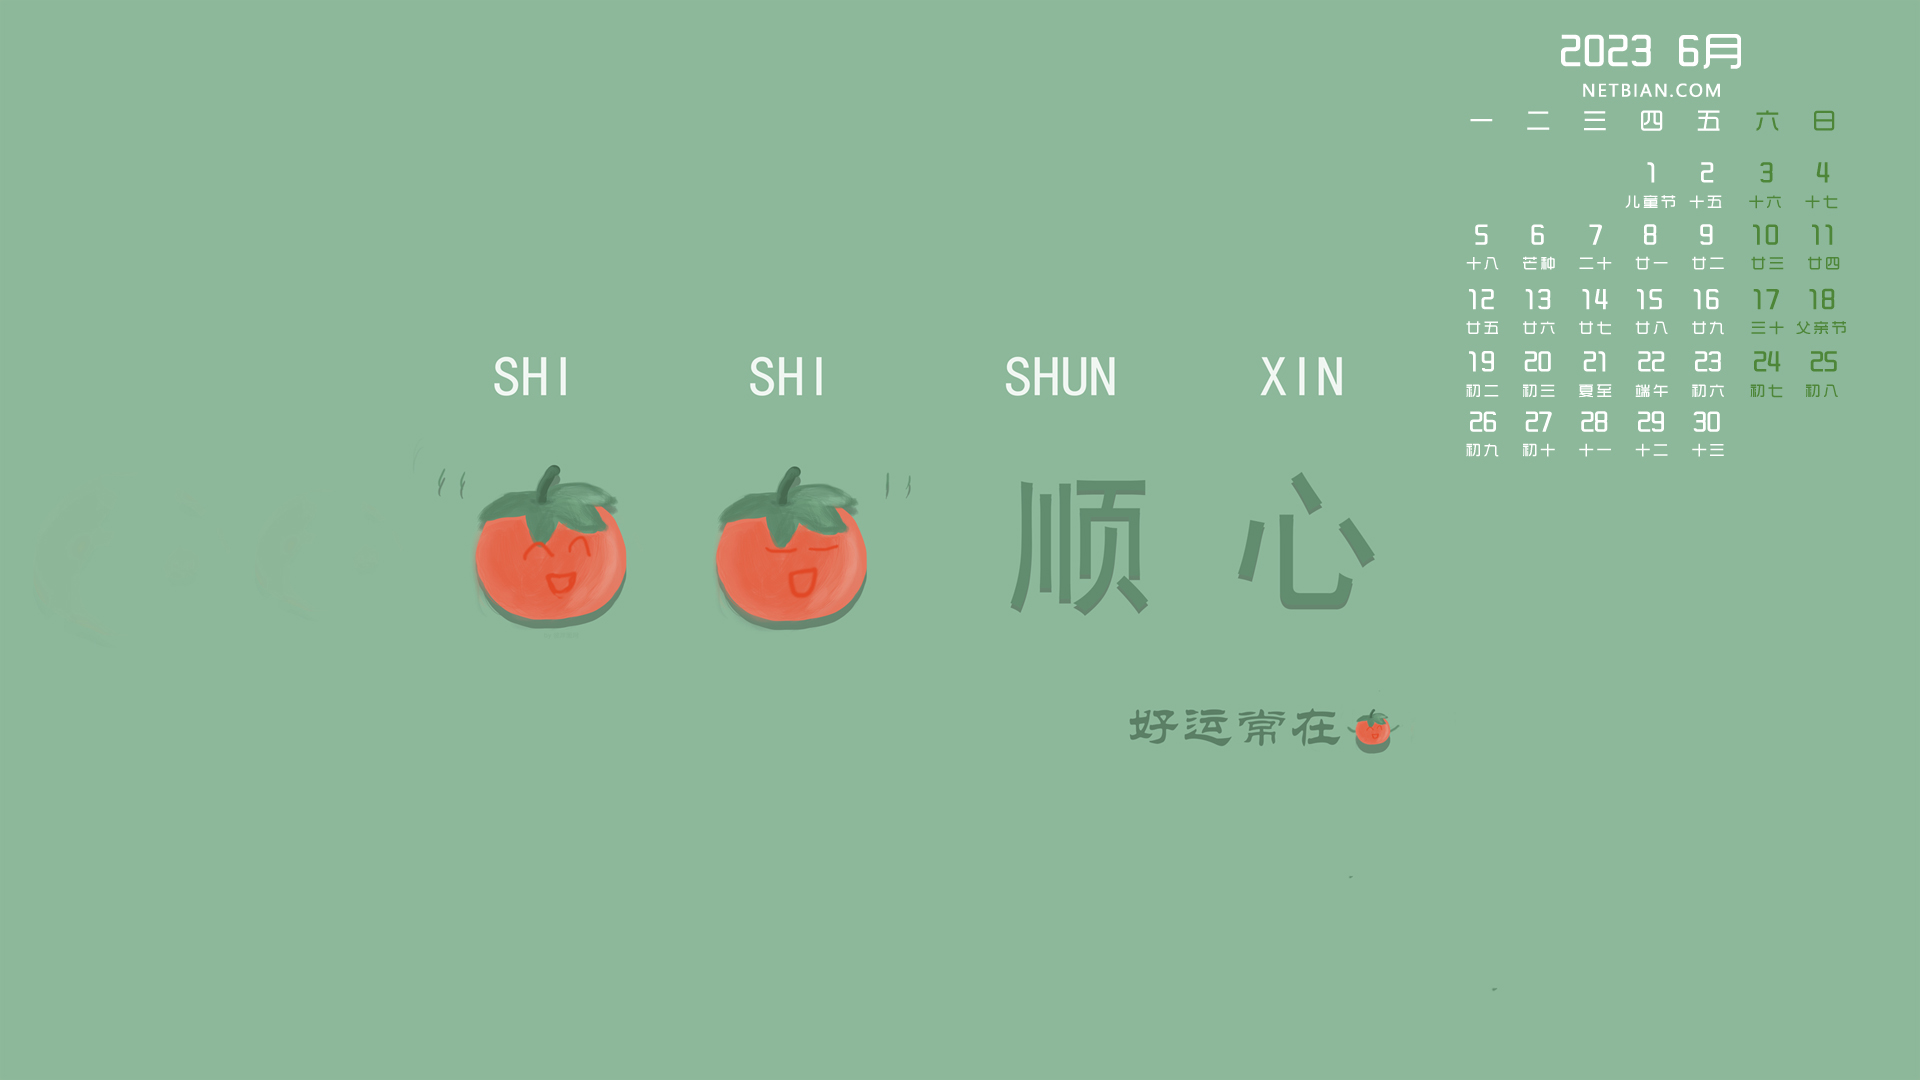 2023 6月
NETBIAN.COM
一 二 三 四 五 六 日
1 2 3 4
儿童节 十五 十六 十七
5 6 7 8 9 10 11
十八 芒种 二十 廿一 廿二 廿三 廿四
12 13 14 15 16 17 18
廿五 廿六 廿七 廿八 廿九 三十 父亲节
19 20 21 22 23 24 25
初二 初三 夏至 端午 初六 初七 初八
26 27 28 29 30
初九 初十 十一 十二 十三
SHI SHI SHUN XIN
顺 心
好运常在